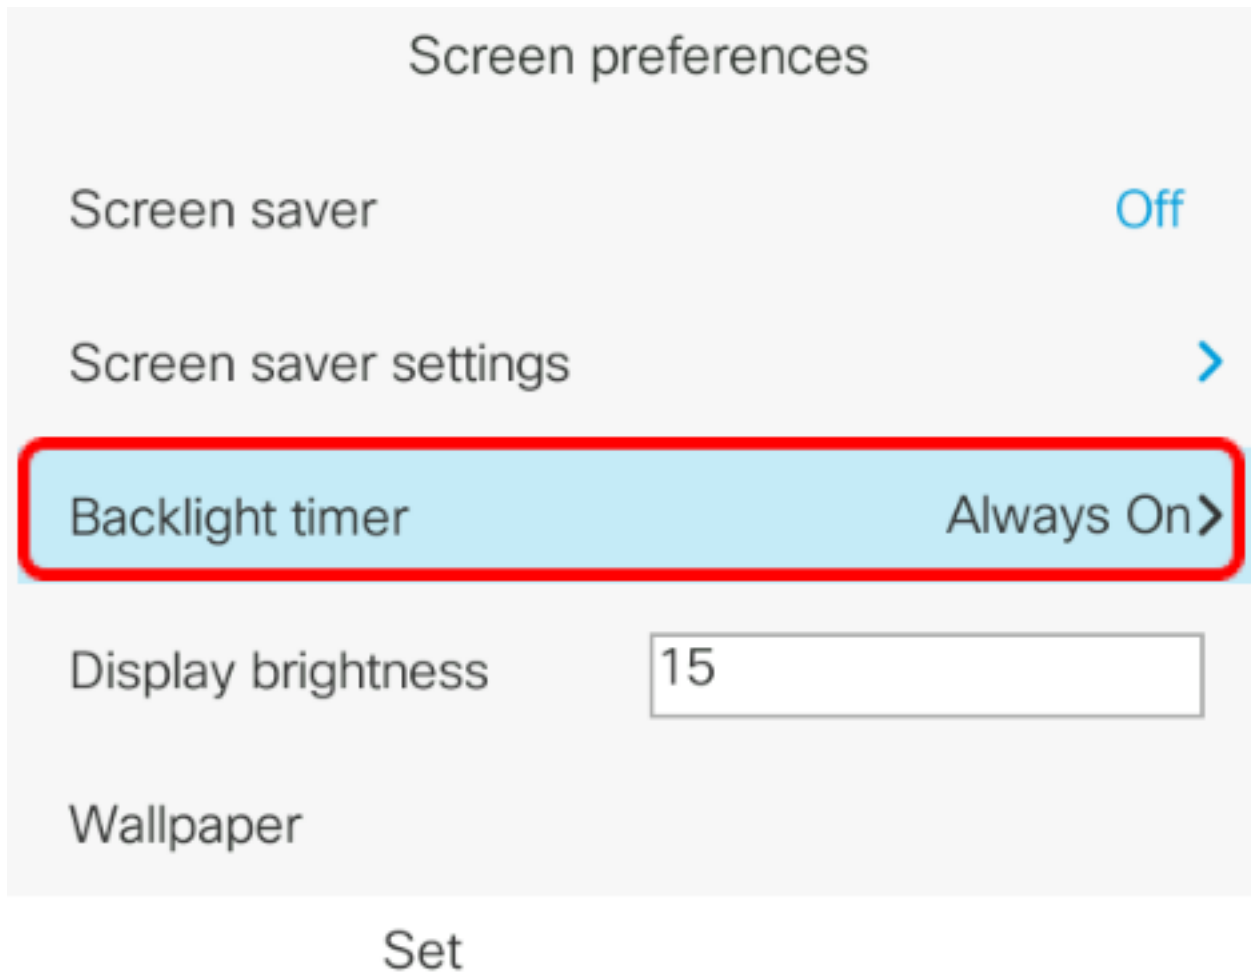 Screen preferences
Screen saver Off
Screen saver settings
Backlight timer Always On
Display brightness 15
Wallpaper
Set